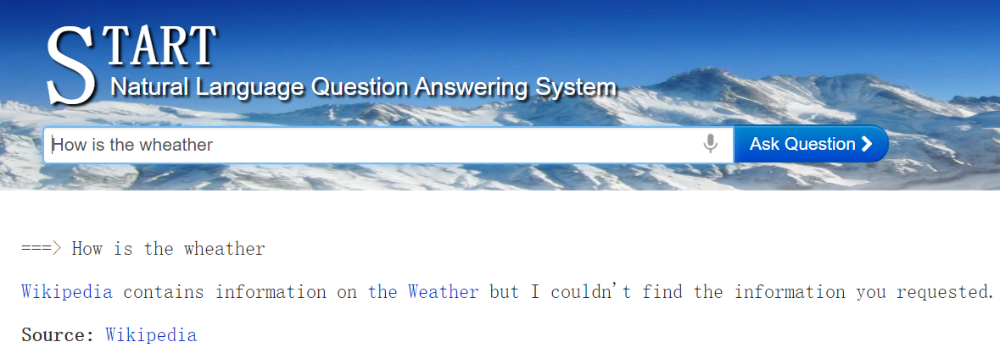 START
Natural Language Question Answering System
How is the wheather
Ask Question
===> How is the wheather
Wikipedia contains information on the Weather but I couldn't find the information you requested.
Source: Wikipedia